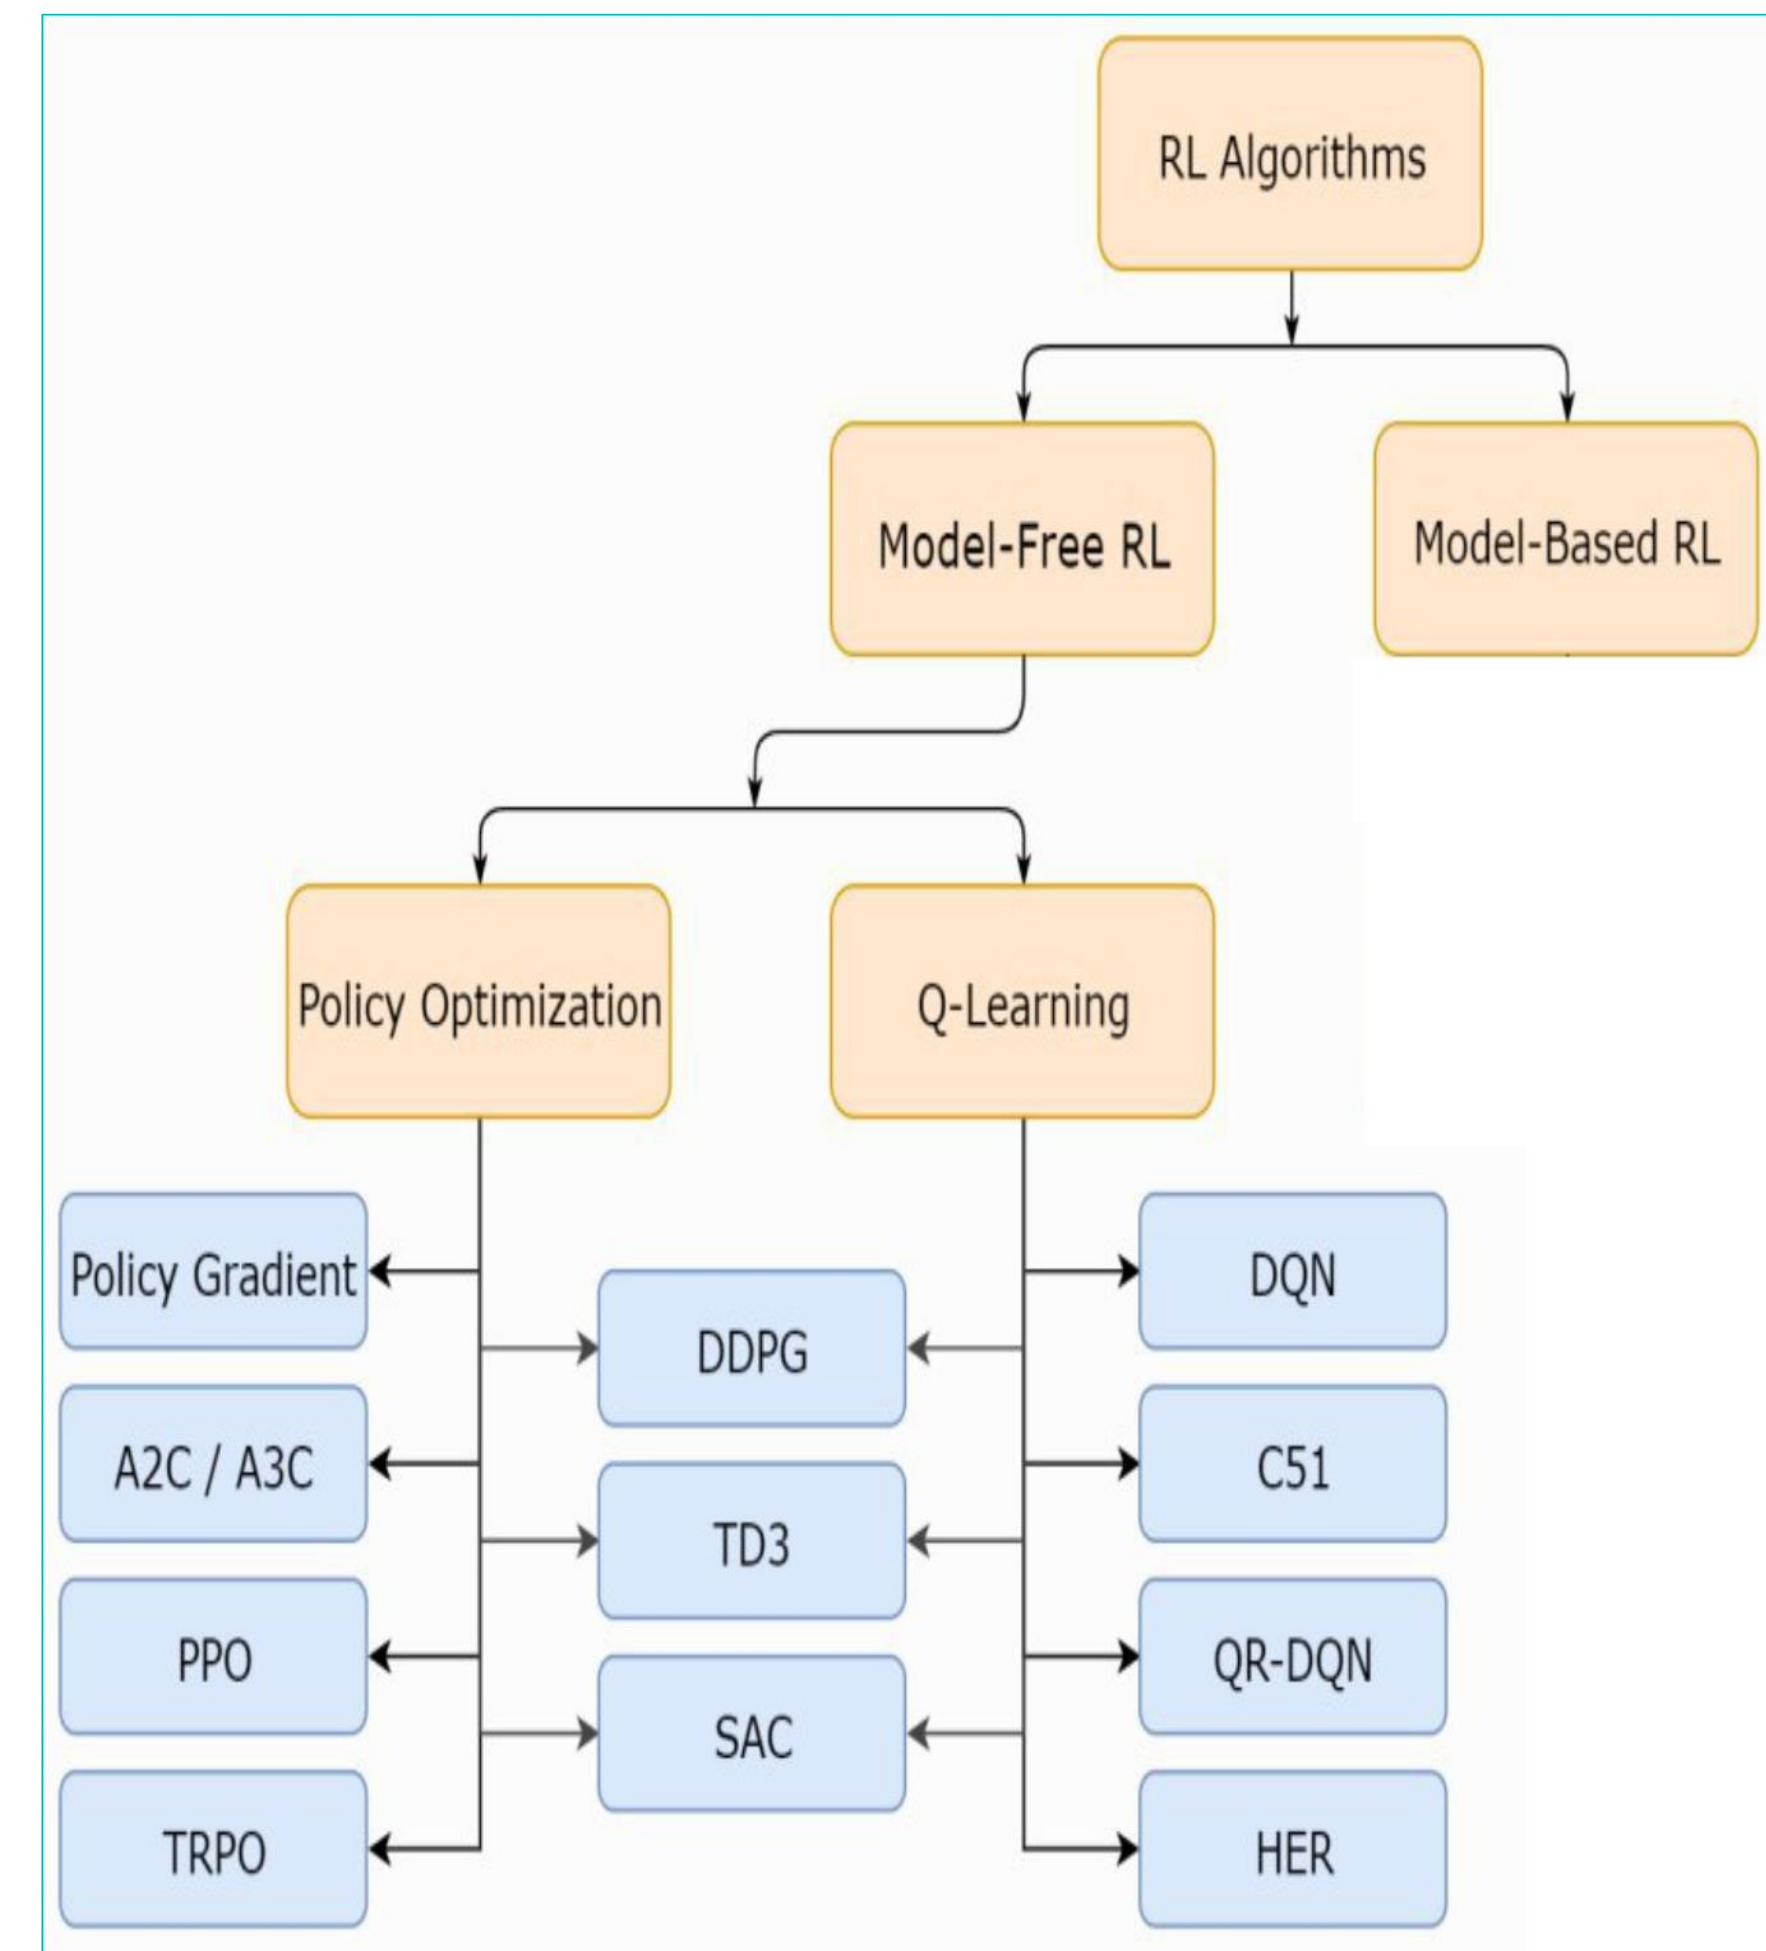 RL Algorithms
Model-Free RL
Model-Based RL
Policy Optimization
Q-Learning
Policy Gradient
DQN
DDPG
A2C / A3C
C51
TD3
PPO
QR-DQN
SAC
TRPO
HER